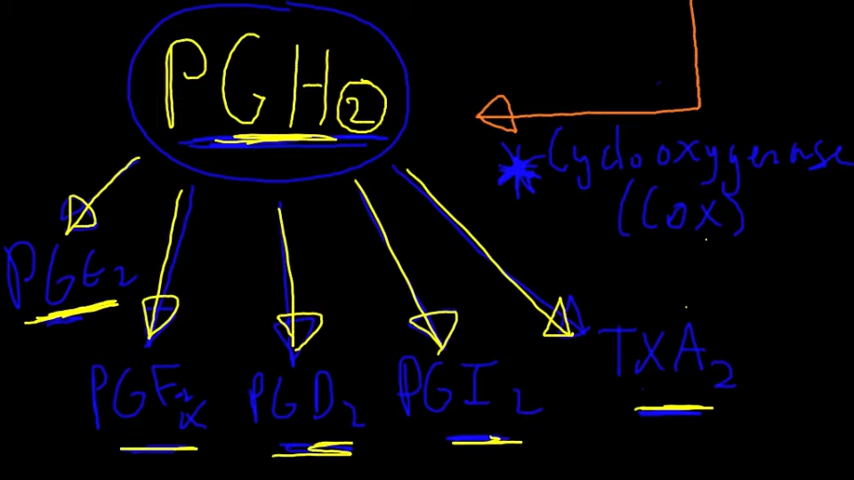 PGH2
*Cyclooxygenase
(COX)
PGE2
PGF2α
PGD2
PGI2
TXA2